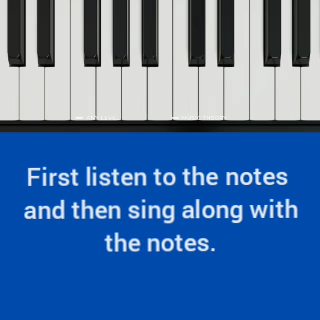 First listen to the notes
and then sing along with
the notes.